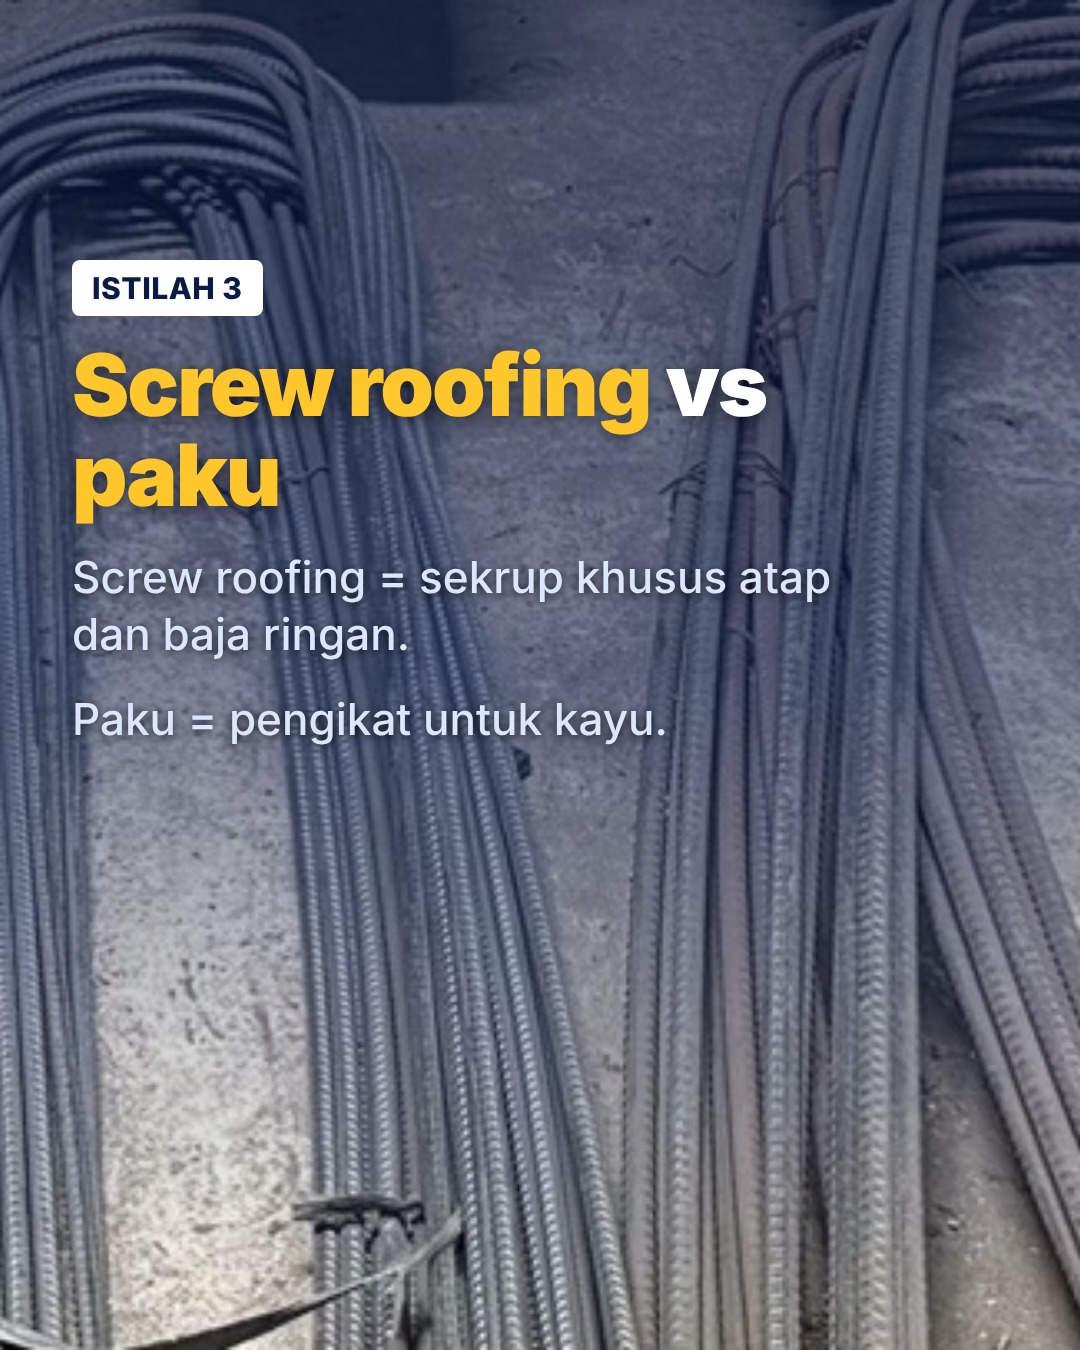 ISTILAH 3
Screw roofing vs
paku
Screw roofing = sekrup khusus atap
dan baja ringan.
Paku = pengikat untuk kayu.